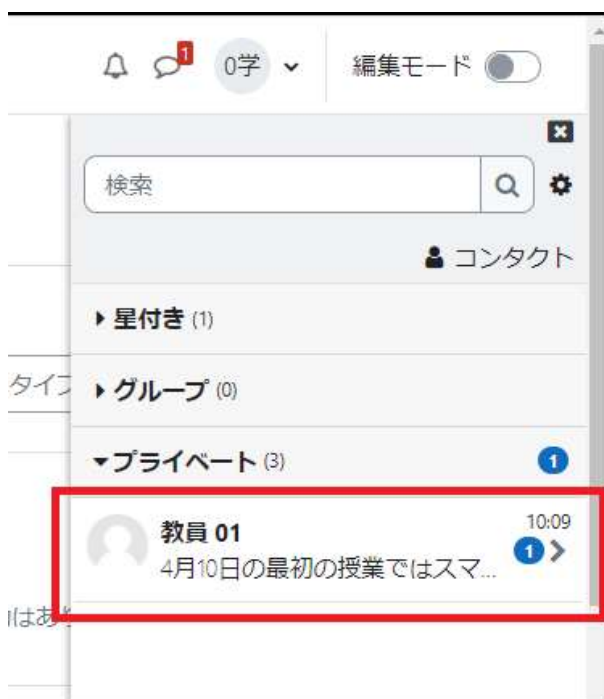 1
0学
編集モード
検索
コンタクト
星付き (1)
グループ (0)
タイプ
プライベート (3)
1
教員 01
10:09
4月10日の最初の授業ではスマ...
1
はあり